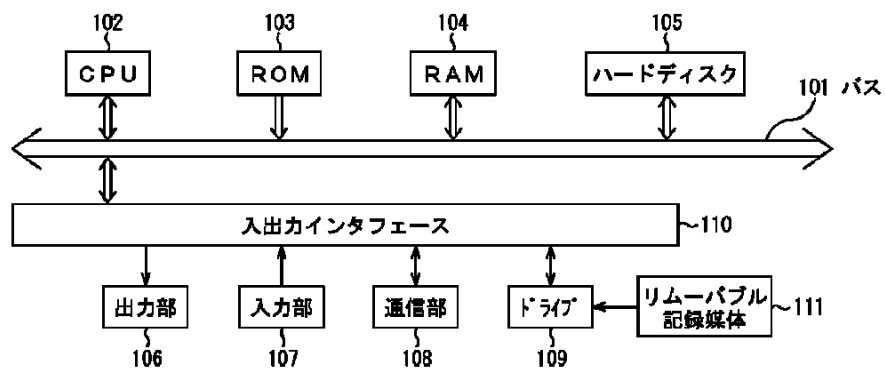 102
103
104
105
CPU
ROM
RAM
ハードディスク
101 バス
入出力インタフェース
110
出力部
入力部
通信部
ドライブ
リムーバブル
記録媒体
111
106
107
108
109